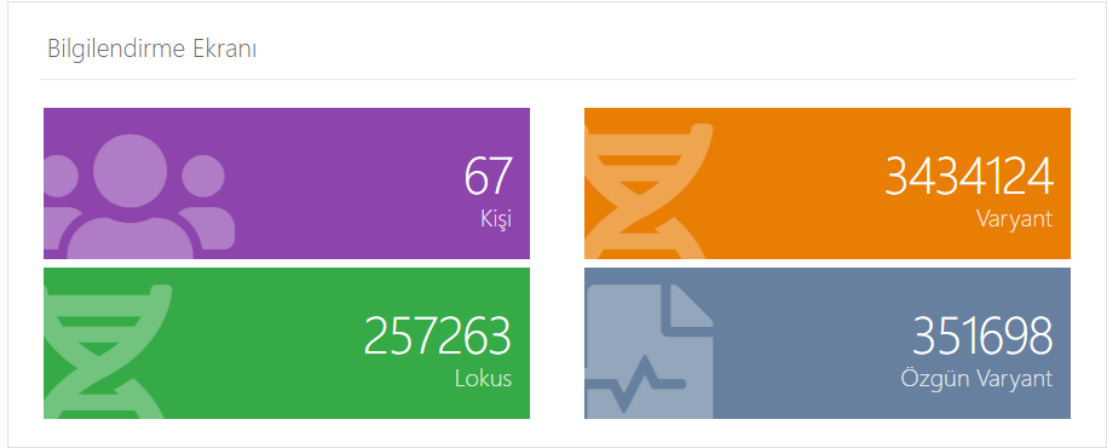 Bilgilendirme Ekranı
67
Kişi
3434124
Varyant
257263
Lokus
351698
Özgün Varyant